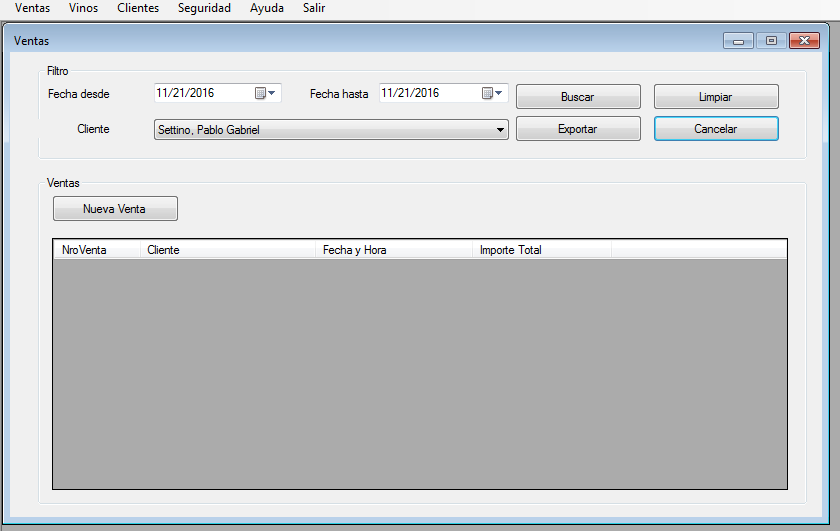 Ventas Vinos Clientes Seguridad Ayuda Salir
Ventas
Filtro
Fecha desde 11/21/2016 Fecha hasta 11/21/2016 Buscar Limpiar
Cliente Settino, Pablo Gabriel Exportar Cancelar
Ventas
Nueva Venta
NroVenta Cliente Fecha y Hora Importe Total